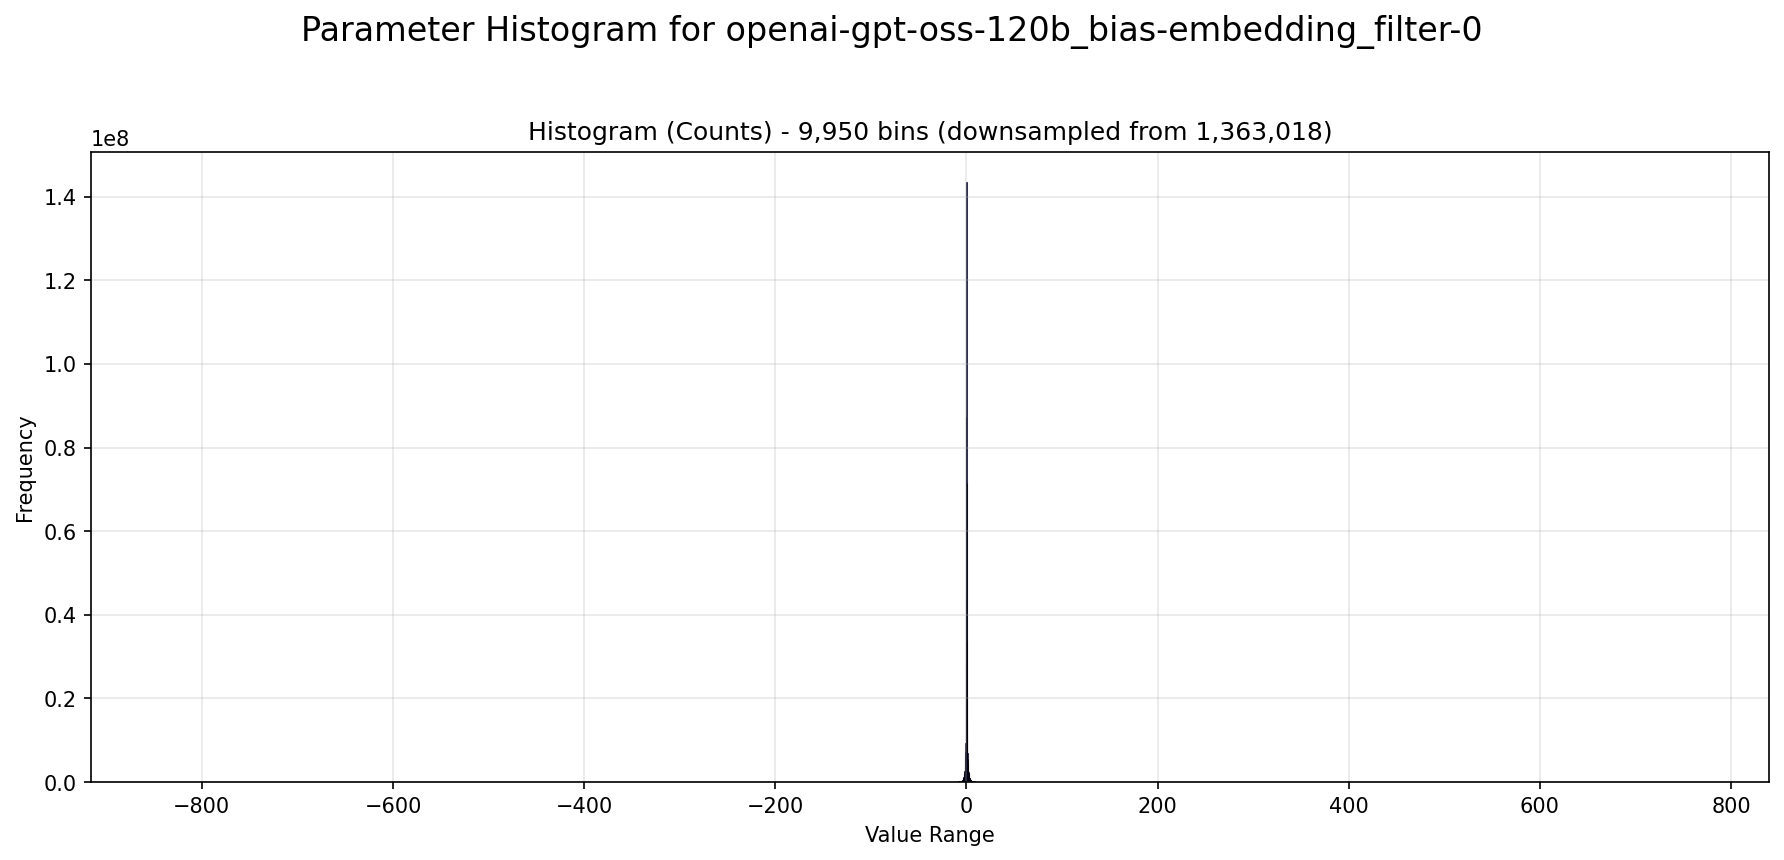 Parameter Histogram for openai-gpt-oss-120b_bias-embedding_filter-0
Histogram (Counts) - 9,950 bins (downsampled from 1,363,018)
1e8
1.4
1.2
1.0
0.8
0.6
0.4
0.2
0.0
Frequency
−800 −600 −400 −200 0 200 400 600 800
Value Range